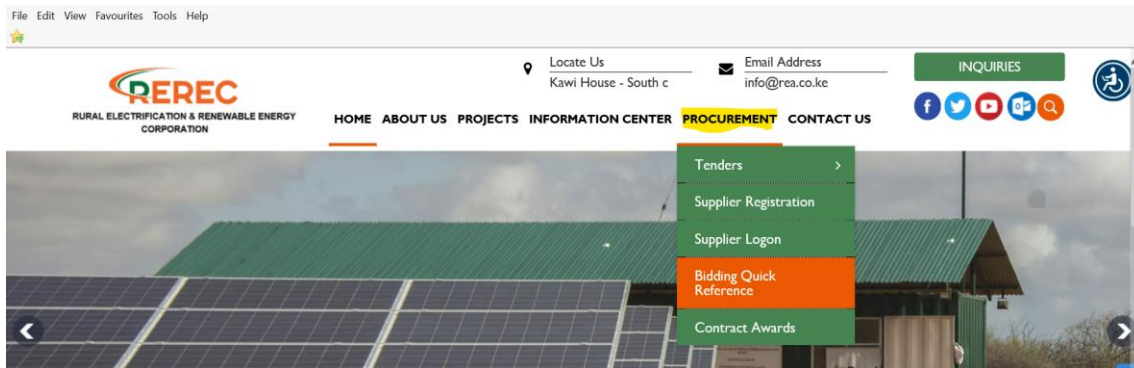 File Edit View Favourites Tools Help
Locate Us
Kawi House - South c
Email Address
info@rea.co.ke
INQUIRIES
REREC
RURAL ELECTRIFICATION & RENEWABLE ENERGY
CORPORATION
HOME ABOUT US PROJECTS INFORMATION CENTER PROCUREMENT CONTACT US
Tenders
Supplier Registration
Supplier Logon
Bidding Quick
Reference
Contract Awards